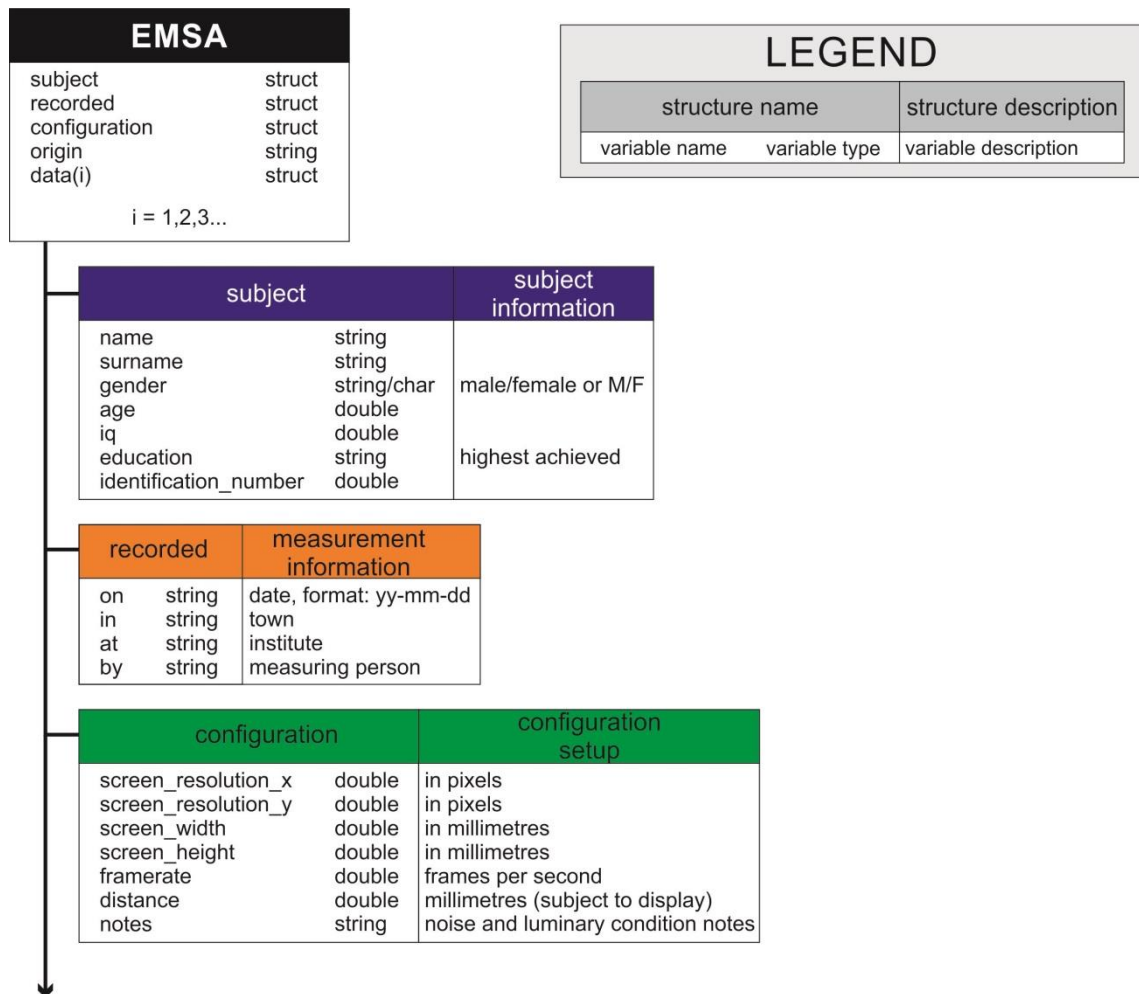 EMSA
subject struct
recorded struct
configuration struct
origin string
data(i) struct
i = 1,2,3...
LEGEND
structure name structure description
variable name variable type variable description
subject subject information
name string
surname string
gender string/char male/female or M/F
age double
iq double
education string highest achieved
identification_number double
recorded measurement information
on string date, format: yy-mm-dd
in string town
at string institute
by string measuring person
configuration configuration setup
screen_resolution_x double in pixels
screen_resolution_y double in pixels
screen_width double in millimetres
screen_height double in millimetres
framerate double frames per second
distance double millimetres (subject to display)
notes string noise and luminary condition notes